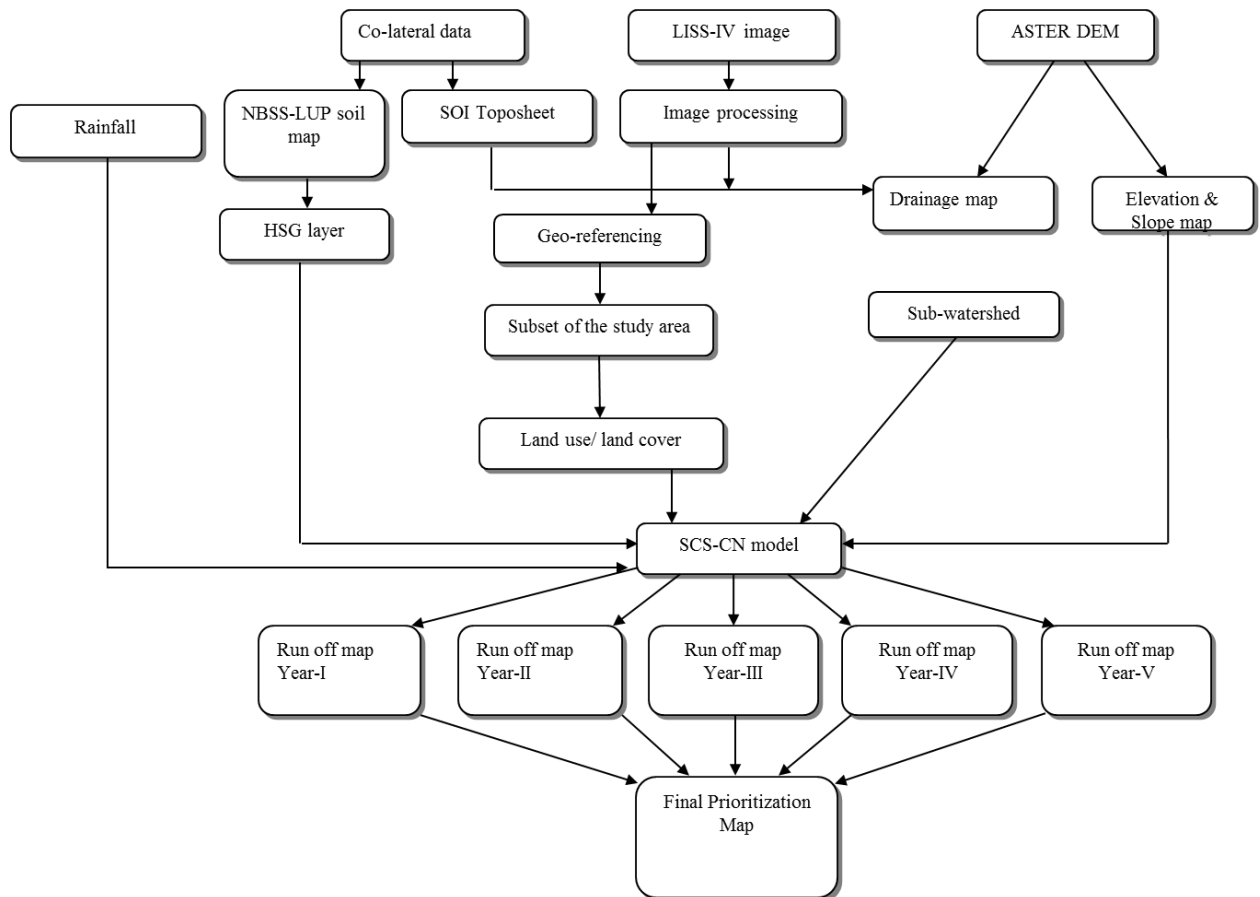 Co-lateral data
LISS-IV image
ASTER DEM
Rainfall
NBSS-LUP soil
map
SOI Toposheet
Image processing
Drainage map
Elevation &
Slope map
HSG layer
Geo-referencing
Subset of the study area
Sub-watershed
Land use/ land cover
SCS-CN model
Run off map
Year-I
Run off map
Year-II
Run off map
Year-III
Run off map
Year-IV
Run off map
Year-V
Final Prioritization
Map